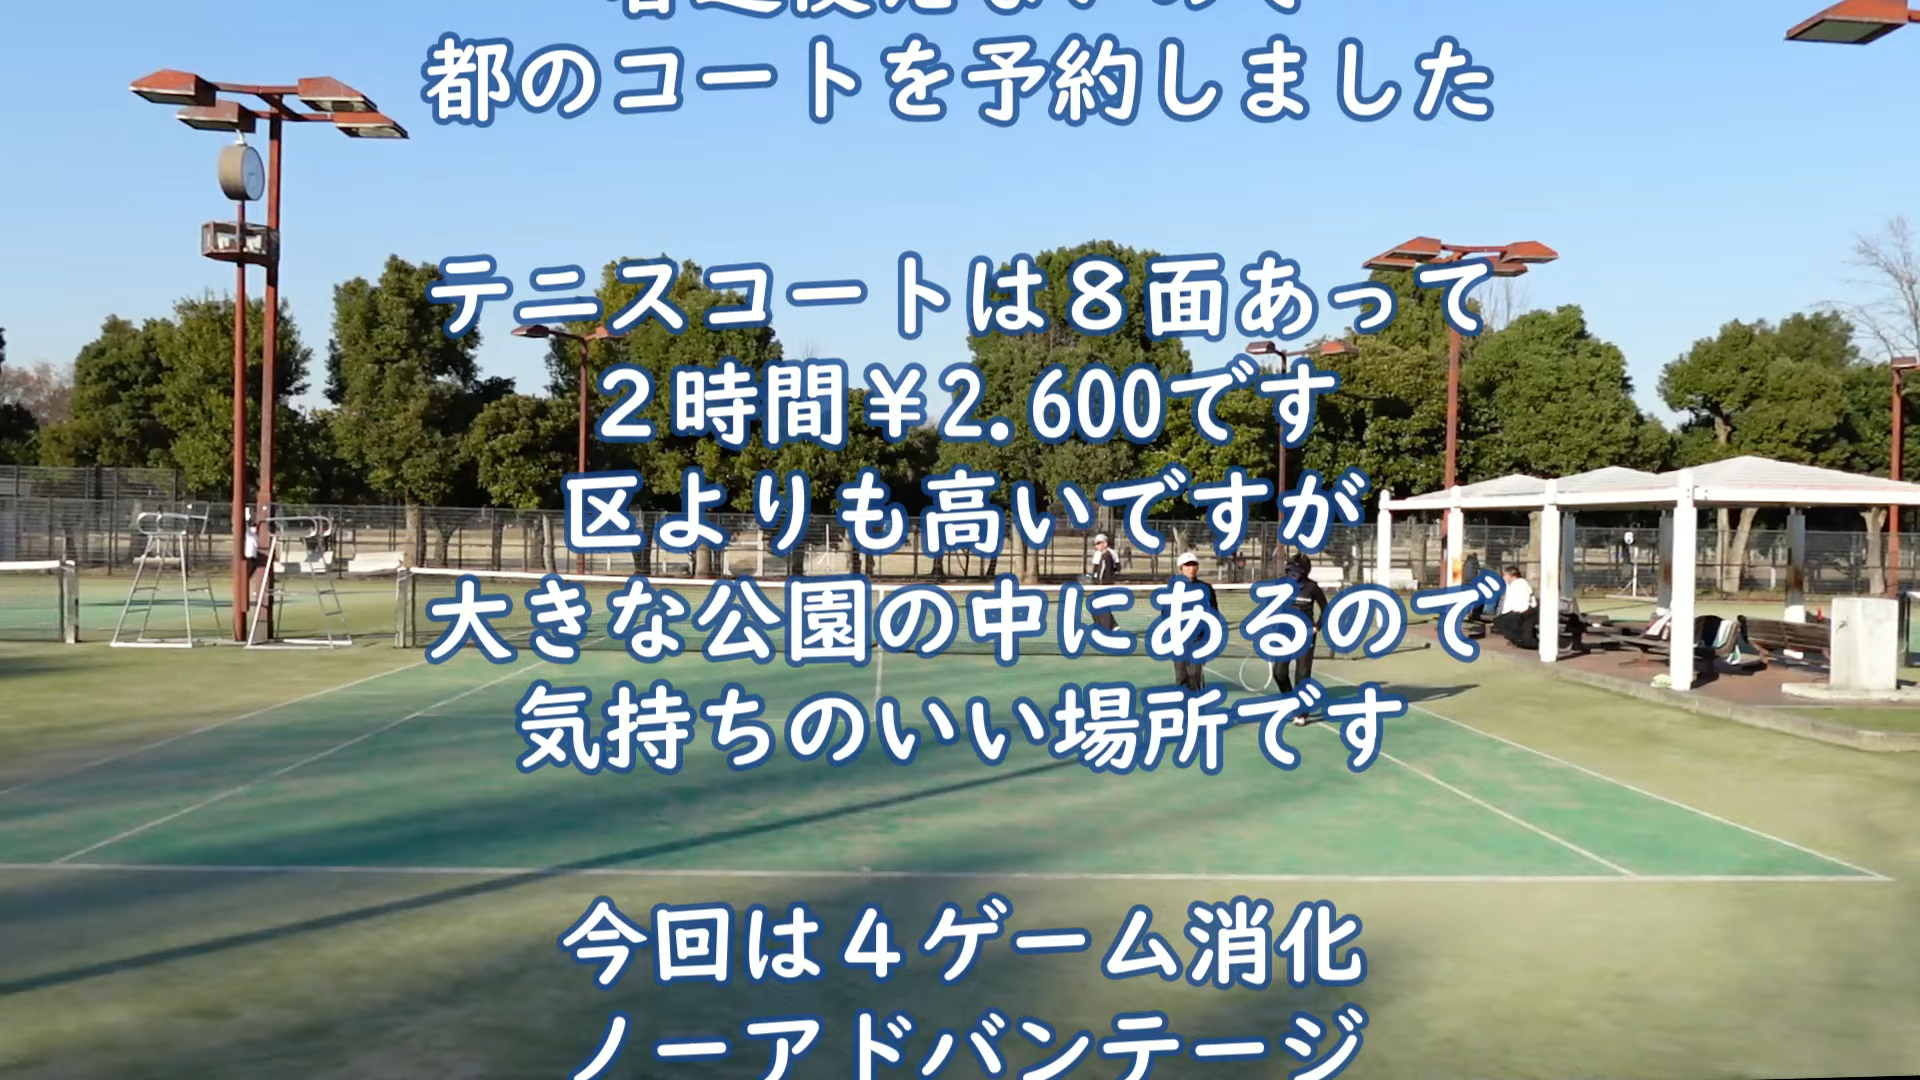 都のコートを予約しました
テニスコートは８面あって
２時間￥2.600です
区よりも高いですが
大きな公園の中にあるので
気持ちのいい場所です
今回は４ゲーム消化
ノーアドバンテージ